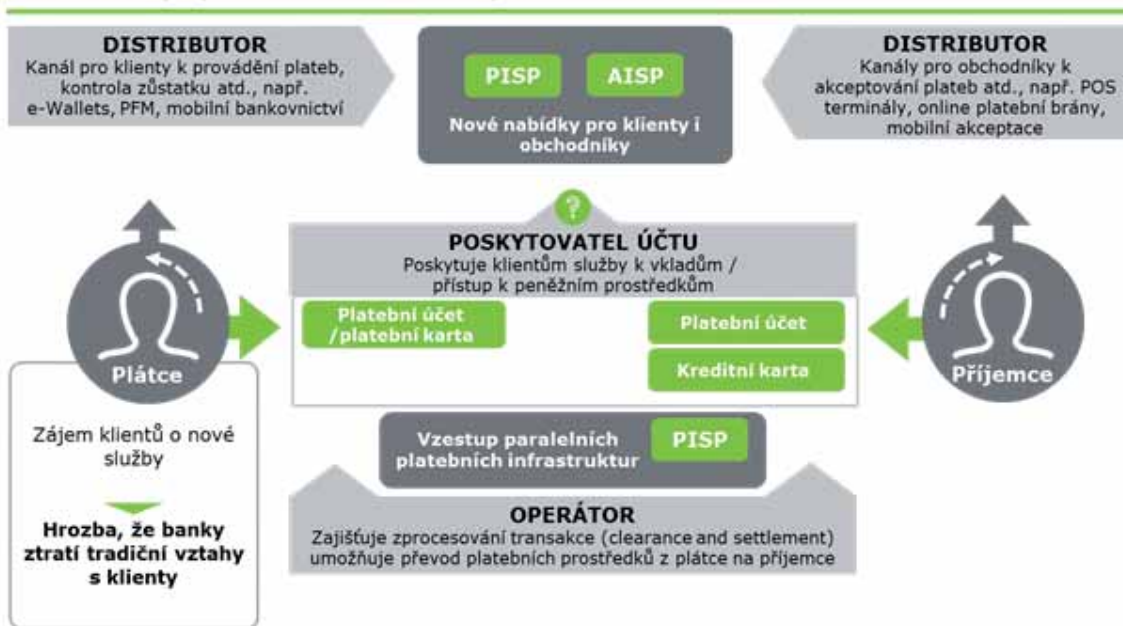 DISTRIBUTOR
Kanál pro klienty k provádění plateb,
kontrola zůstatku atd., např.
e-Wallets, PFM, mobilní bankovnictví
PISP
AISP
Nové nabídky pro klienty i
obchodníky
DISTRIBUTOR
Kanály pro obchodníky k
akceptování plateb atd., např. POS
terminály, online platební brány,
mobilní akceptace
?
POSKYTOVATEL ÚČTU
Poskytuje klientům služby k vkladům /
přístup k peněžním prostředkům
Platební účet
/platební karta
Platební účet
Kreditní karta
Plátce
Příjemce
Zájem klientů o nové
služby
Hrozba, že banky
ztratí tradiční vztahy
s klienty
Vzestup paralelních
platebních infrastruktur
PISP
OPERÁTOR
Zajišťuje zprocesování transakce (clearance and settlement)
umožňuje převod platebních prostředků z plátce na příjemce